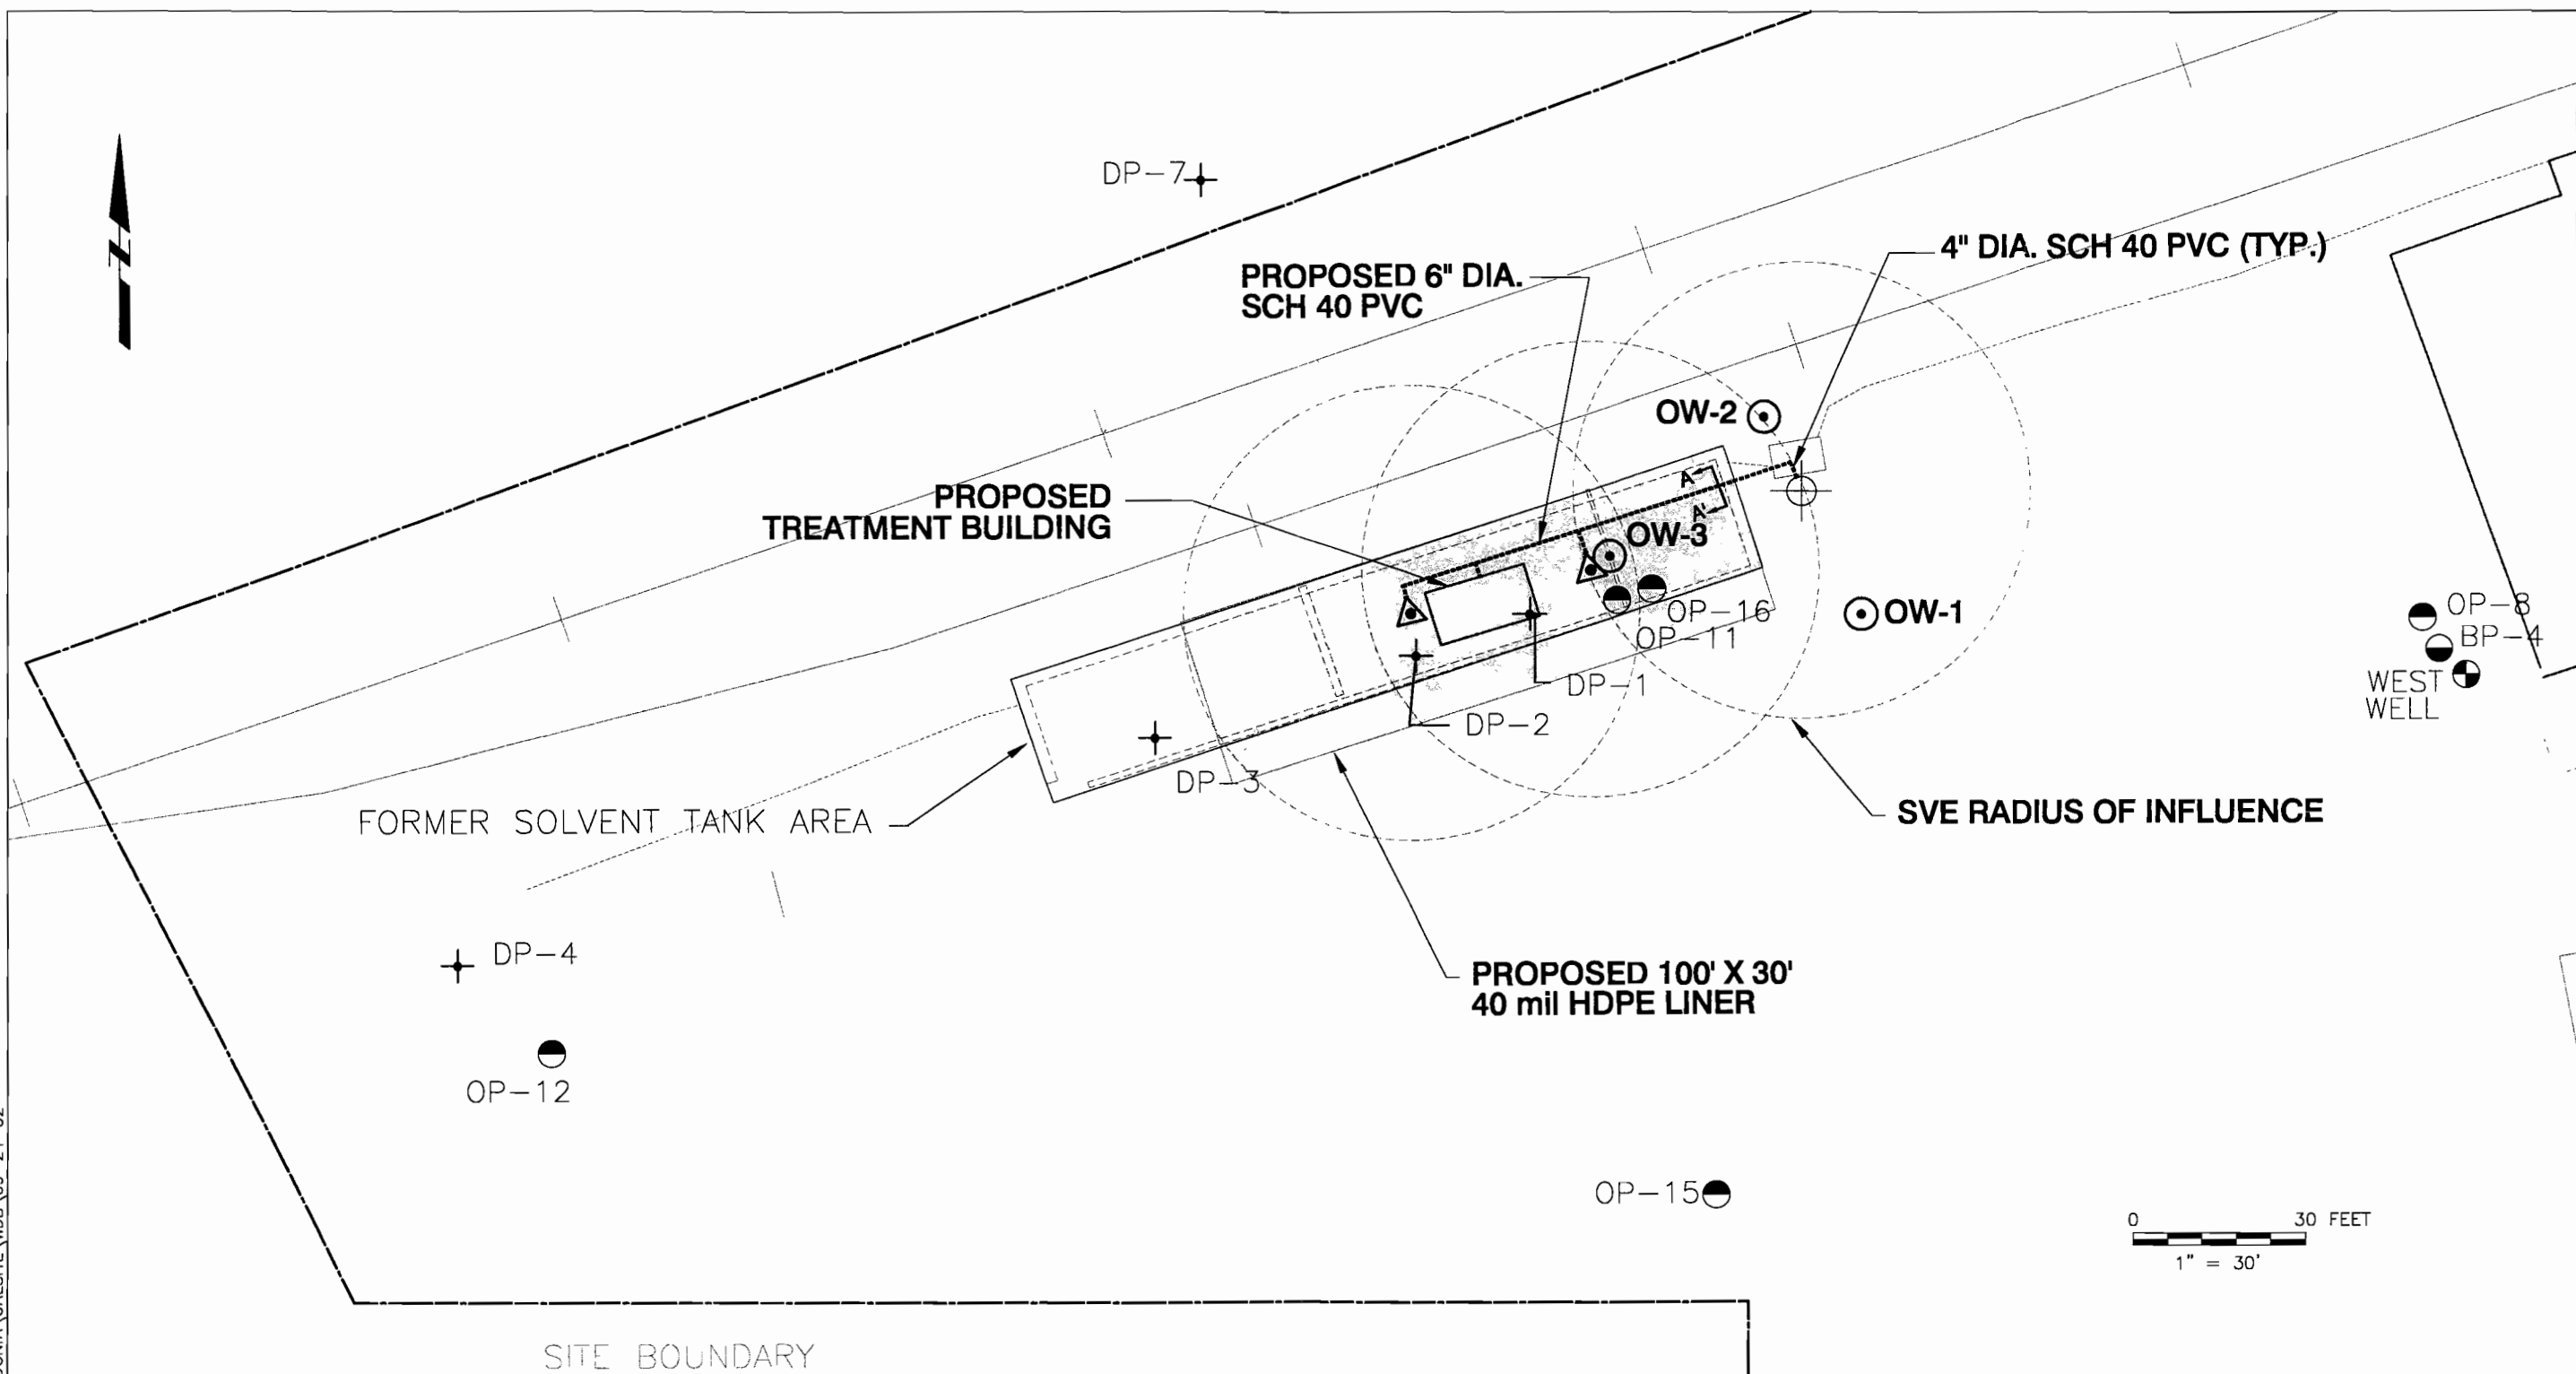 DP-7
N
4" DIA. SCH 40 PVC (TYP.)
PROPOSED 6" DIA.
SCH 40 PVC
OW-2
A
A'
PROPOSED
TREATMENT BUILDING
OW-3
OP-16
OP-11
OW-1
OP-8
BP-4
WEST
WELL
DP-1
DP-2
DP-3
FORMER SOLVENT TANK AREA
SVE RADIUS OF INFLUENCE
DP-4
PROPOSED 100' X 30'
40 mil HDPE LINER
OP-12
OP-15
0 30 FEET
1" = 30'
SITE BOUNDARY